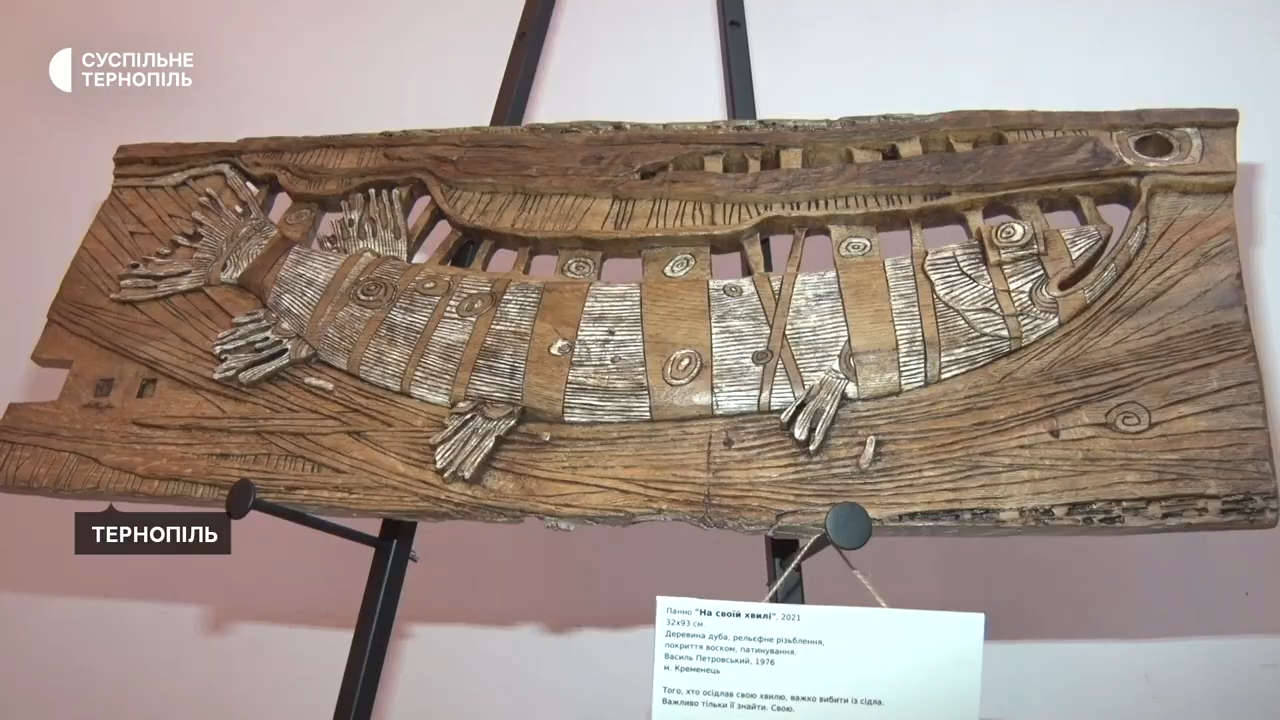 СУСПІЛЬНЕ
ТЕРНОПІЛЬ
ТЕРНОПІЛЬ
Панно "На своїй хвилі", 2021
32х93 см.
Деревина дуба, рельєфне різьблення,
покриття воском, патинування.
Василь Петровський, 1976
м. Кременець
Того, хто осідлав свою хвилю, важко вибити із сідла.
Важливо тільки її знайти. Свою.